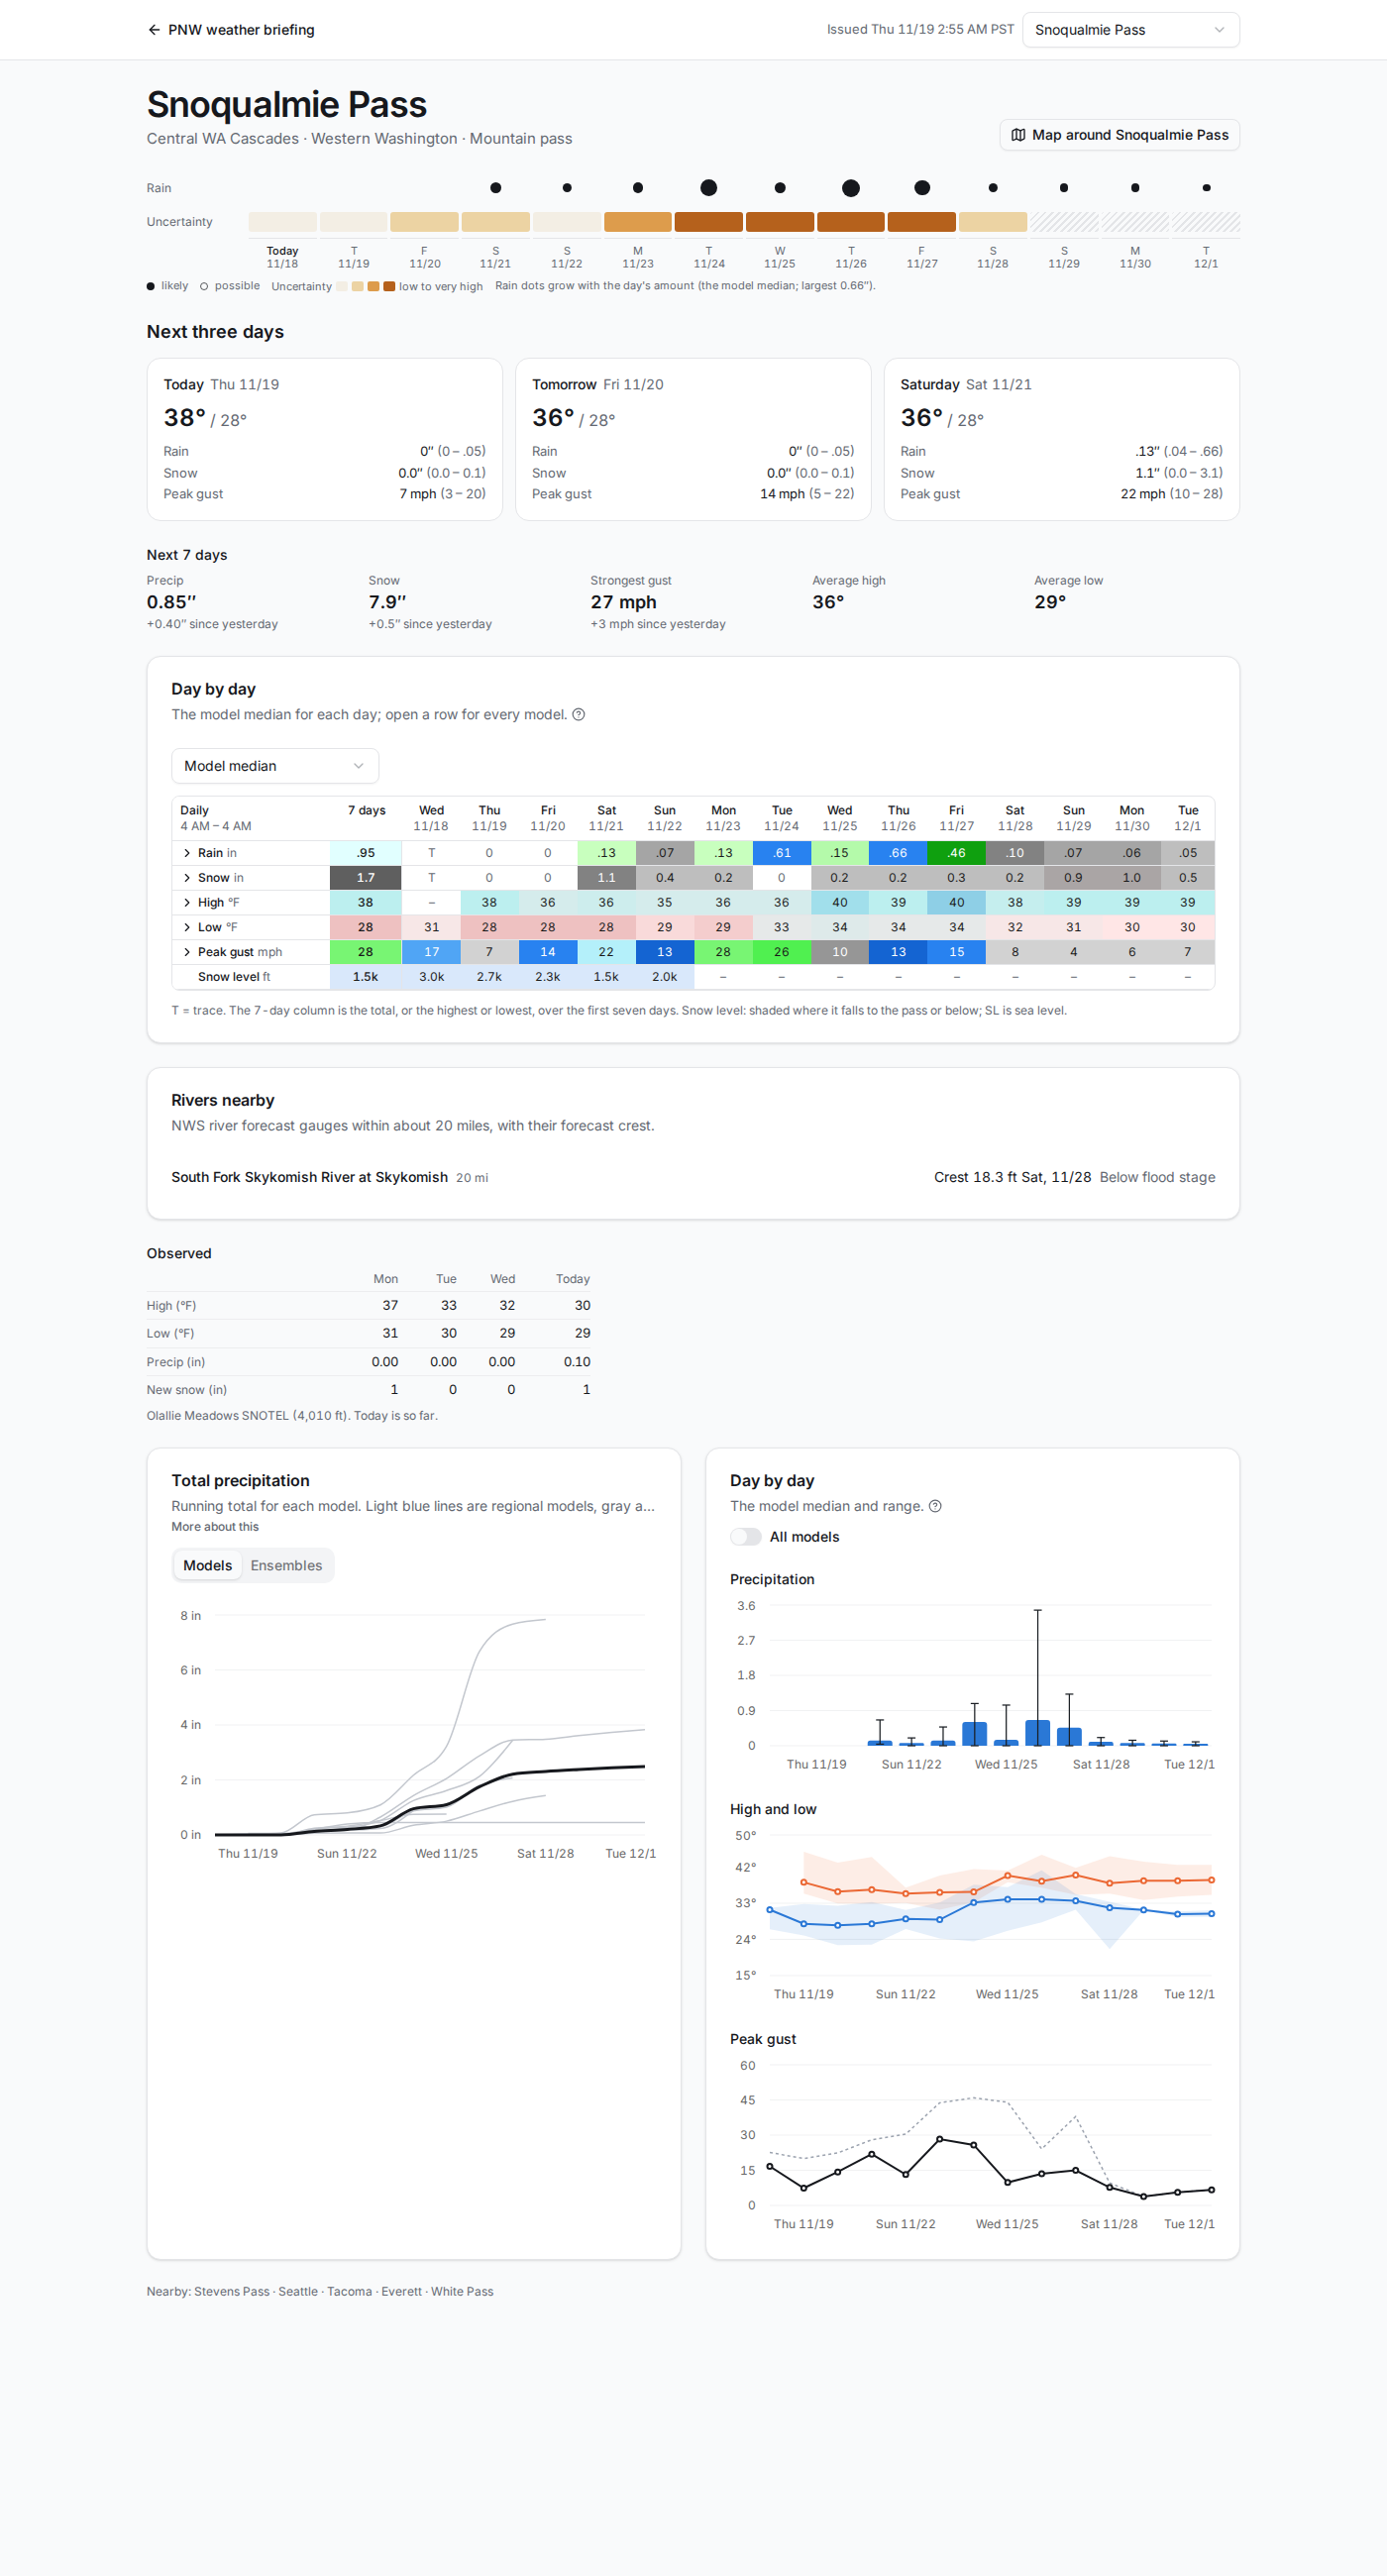 PNW weather briefing
Issued Thu 11/19 2:55 AM PST Snoqualmie Pass
Snoqualmie Pass
Central WA Cascades · Western Washington · Mountain pass
Map around Snoqualmie Pass
Rain
Uncertainty
Today T F S S M T W T F S S M T
11/18 11/19 11/20 11/21 11/22 11/23 11/24 11/25 11/26 11/27 11/28 11/29 11/30 12/1
likely possible Uncertainty low to very high Rain dots grow with the day's amount (the model median; largest 0.66″).
Next three days
Today Thu 11/19
38° / 28°
Rain 0″ (0 – .05)
Snow 0.0″ (0.0 – 0.1)
Peak gust 7 mph (3 – 20)
Tomorrow Fri 11/20
36° / 28°
Rain 0″ (0 – .05)
Snow 0.0″ (0.0 – 0.1)
Peak gust 14 mph (5 – 22)
Saturday Sat 11/21
36° / 28°
Rain .13″ (.04 – .66)
Snow 1.1″ (0.0 – 3.1)
Peak gust 22 mph (10 – 28)
Next 7 days
Precip Snow Strongest gust Average high Average low
0.85″ 7.9″ 27 mph 36° 29°
+0.40″ since yesterday +0.5″ since yesterday +3 mph since yesterday
Day by day
The model median for each day; open a row for every model.
Model median
Daily 7 days Wed Thu Fri Sat Sun Mon Tue Wed Thu Fri Sat Sun Mon Tue
4 AM – 4 AM 11/18 11/19 11/20 11/21 11/22 11/23 11/24 11/25 11/26 11/27 11/28 11/29 11/30 12/1
Rain in .95 T 0 0 .13 .07 .13 .61 .15 .66 .46 .10 .07 .06 .05
Snow in 1.7 T 0 0 1.1 0.4 0.2 0 0.2 0.2 0.3 0.2 0.9 1.0 0.5
High °F 38 – 38 36 36 35 36 36 40 39 40 38 39 39 39
Low °F 28 31 28 28 28 29 29 33 34 34 34 32 31 30 30
Peak gust mph 28 17 7 14 22 13 28 26 10 13 15 8 4 6 7
Snow level ft 1.5k 3.0k 2.7k 2.3k 1.5k 2.0k – – – – – – – – –
T = trace. The 7-day column is the total, or the highest or lowest, over the first seven days. Snow level: shaded where it falls to the pass or below; SL is sea level.
Rivers nearby
NWS river forecast gauges within about 20 miles, with their forecast crest.
South Fork Skykomish River at Skykomish 20 mi Crest 18.3 ft Sat, 11/28 Below flood stage
Observed
Mon Tue Wed Today
High (°F) 37 33 32 30
Low (°F) 31 30 29 29
Precip (in) 0.00 0.00 0.00 0.10
New snow (in) 1 0 0 1
Olallie Meadows SNOTEL (4,010 ft). Today is so far.
Total precipitation
Running total for each model. Light blue lines are regional models, gray a...
More about this
Models Ensembles
8 in
6 in
4 in
2 in
0 in
Thu 11/19 Sun 11/22 Wed 11/25 Sat 11/28 Tue 12/1
Day by day
The model median and range.
All models
Precipitation
3.6
2.7
1.8
0.9
0
Thu 11/19 Sun 11/22 Wed 11/25 Sat 11/28 Tue 12/1
High and low
50°
42°
33°
24°
15°
Thu 11/19 Sun 11/22 Wed 11/25 Sat 11/28 Tue 12/1
Peak gust
60
45
30
15
0
Thu 11/19 Sun 11/22 Wed 11/25 Sat 11/28 Tue 12/1
Nearby: Stevens Pass · Seattle · Tacoma · Everett · White Pass